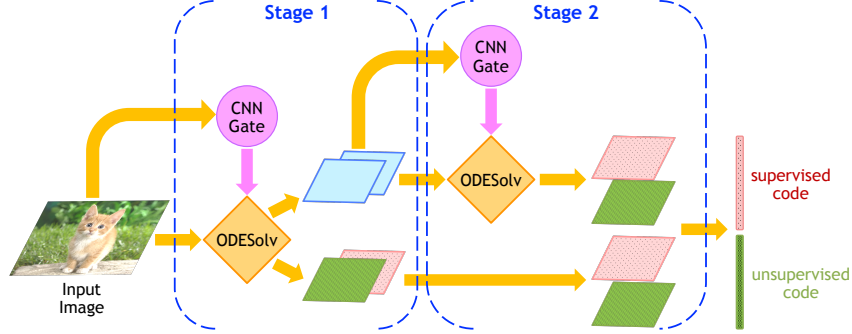 Stage 1
Stage 2
CNN
Gate
CNN
Gate
ODESolv
ODESolv
Input
Image
supervised
code
unsupervised
code